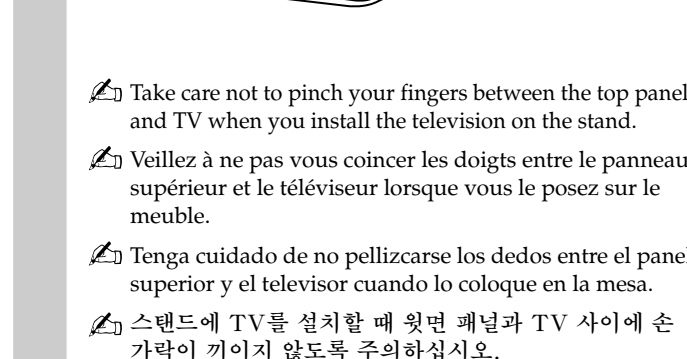 Take care not to pinch your fingers between the top panel
and TV when you install the television on the stand.
Veillez à ne pas vous coincer les doigts entre le panneau
supérieur et le téléviseur lorsque vous le posez sur le
meuble.
Tenga cuidado de no pellizcarse los dedos entre el panel
superior y el televisor cuando lo coloque en la mesa.
스탠드에 TV를 설치할 때 윗면 패널과 TV 사이에 손
가락이 끼이지 않도록 주의하십시오.